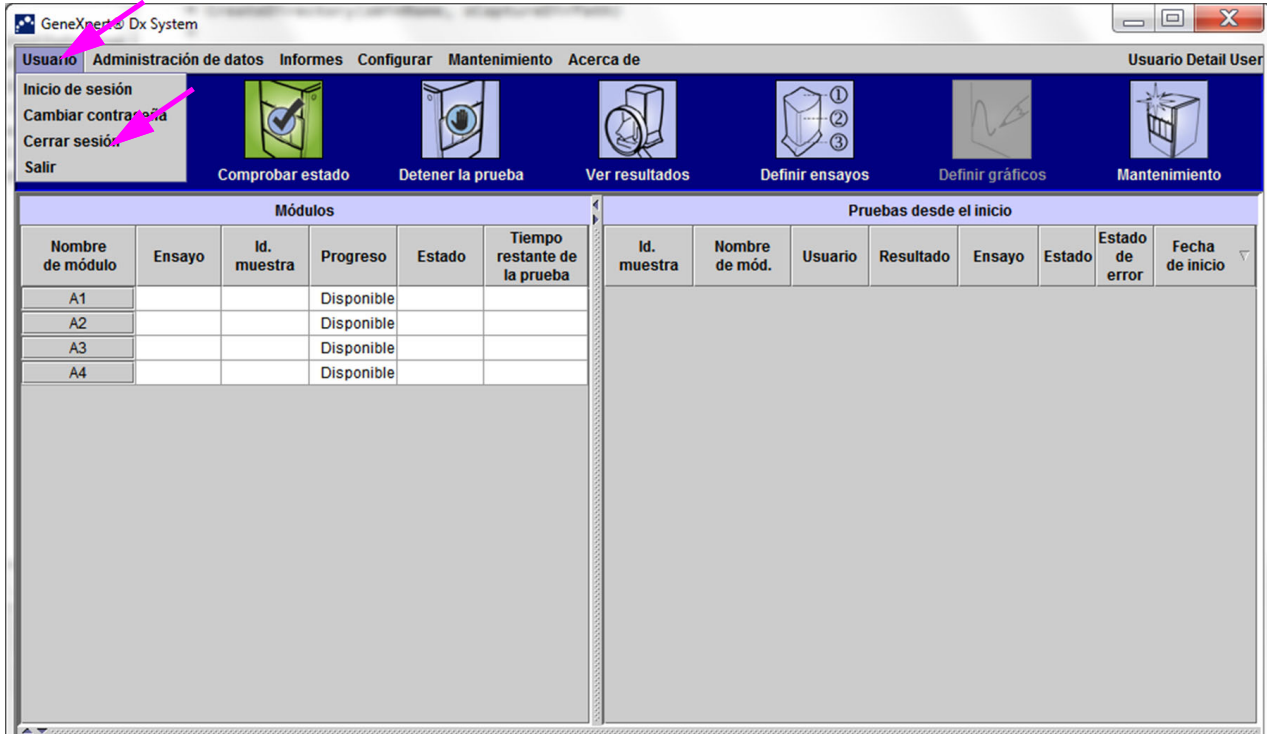 GeneXpert® Dx System
Usuario Administración de datos Informes Configurar Mantenimiento Acerca de Usuario Detail User
Inicio de sesión
Cambiar contraseña
Cerrar sesión
Salir
①
②
③
Comprobar estado Detener la prueba Ver resultados Definir ensayos Definir gráficos Mantenimiento
Módulos
Nombre
de módulo
Ensayo
Id.
muestra
Progreso
Estado
Tiempo
restante de
la prueba
A1 Disponible
A2 Disponible
A3 Disponible
A4 Disponible
Pruebas desde el inicio
Id.
muestra
Nombre
de mód.
Usuario
Resultado
Ensayo
Estado
Estado
de
error
Fecha
de inicio